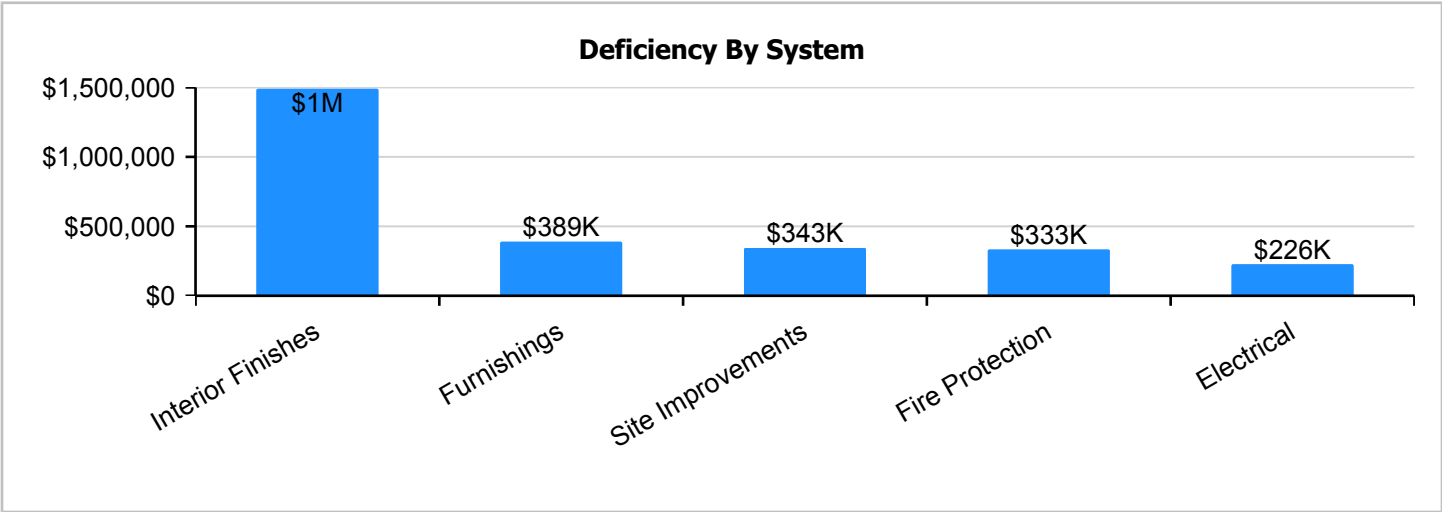 Deficiency By System
$1,500,000
$1,000,000
$500,000
$0
$1M
$389K
$343K
$333K
$226K
Interior Finishes
Furnishings
Site Improvements
Fire Protection
Electrical